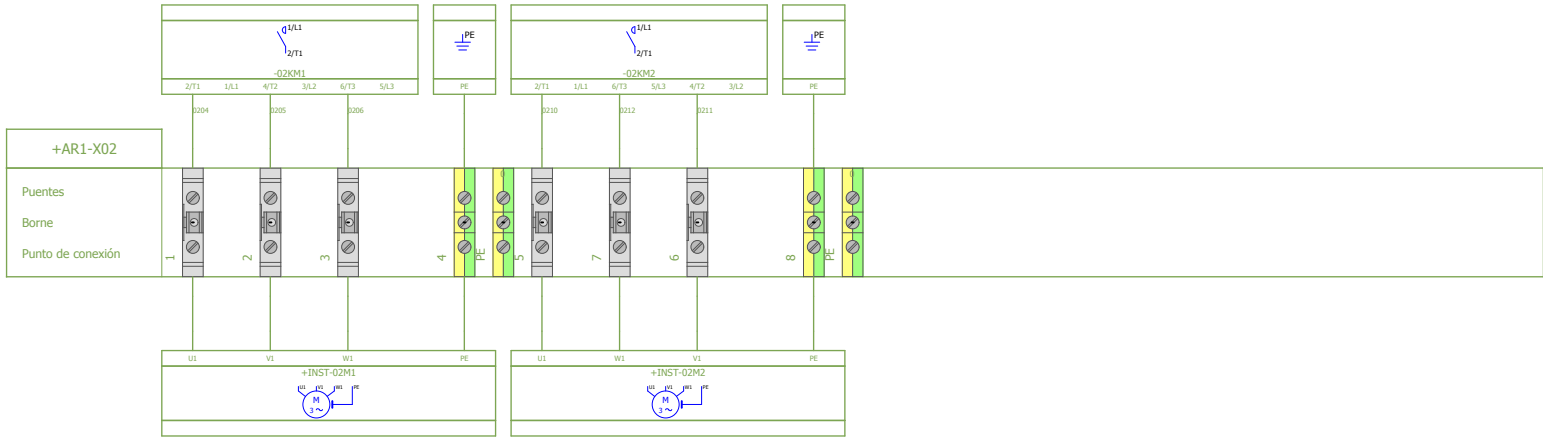 1/L1 PE 1/L1 PE
2/T1 2/T1
-02KM1 -02KM2
2/T1 1/L1 4/T2 3/L2 6/T3 5/L3 PE 2/T1 1/L1 6/T3 5/L3 4/T2 3/L2 PE
0204 0205 0206 0210 0212 0211
+AR1-X02
0 0
Puentes
Borne
Punto de conexión 1 2 3 4 PE 5 7 6 8 PE
U1 V1 W1 PE U1 W1 V1 PE
+INST-02M1 +INST-02M2
U1 V1 W1 PE U1 V1 W1 PE
M M
3 ~ 3 ~